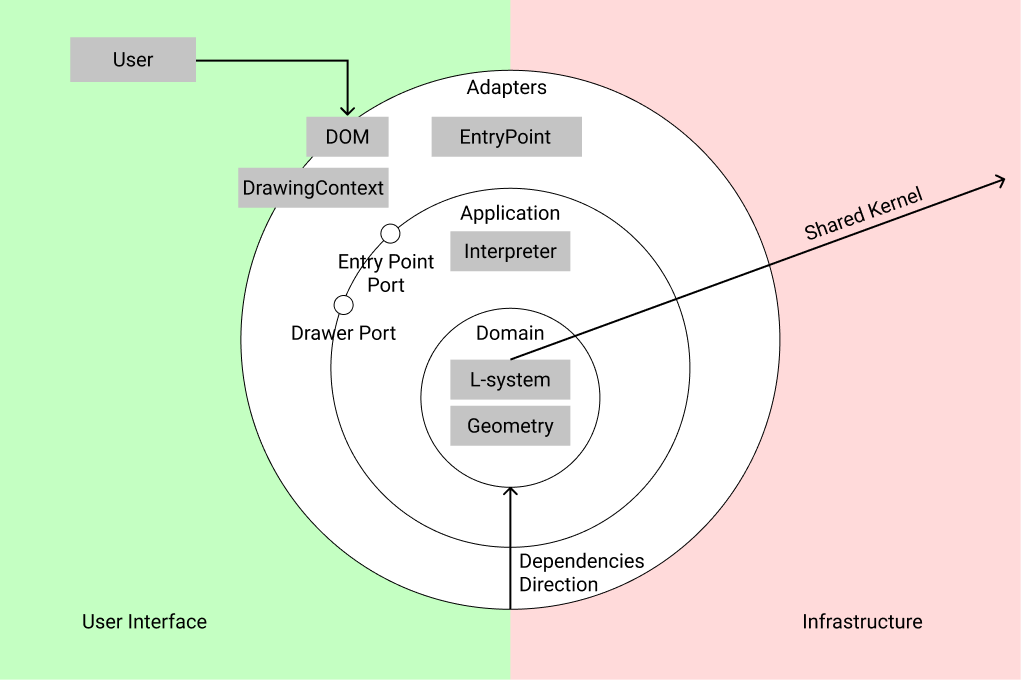 User
Adapters
DOM
EntryPoint
DrawingContext
Application
Shared Kernel
Interpreter
Entry Point
Port
Drawer Port
Domain
L-system
Geometry
Dependencies
Direction
User Interface
Infrastructure